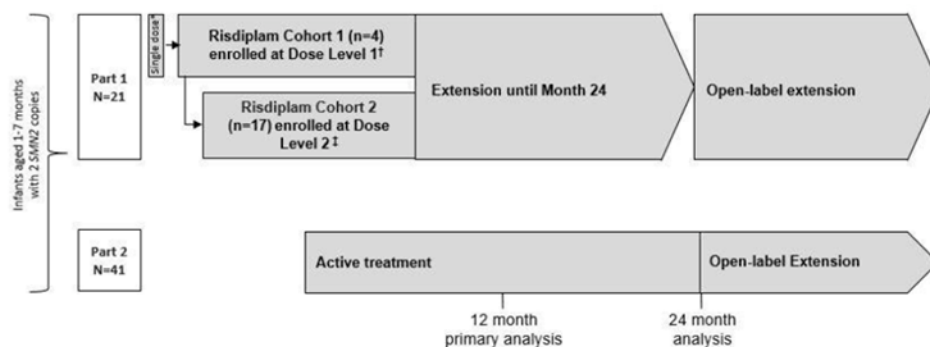 Infants aged 1-7 months
with 2 SMN2 copies
Part 1
N=21
Single dose*
Risdiplam Cohort 1 (n=4)
enrolled at Dose Level 1†
Risdiplam Cohort 2
(n=17) enrolled at Dose
Level 2‡
Extension until Month 24
Open-label extension
Part 2
N=41
Active treatment
Open-label Extension
12 month
primary analysis
24 month
analysis